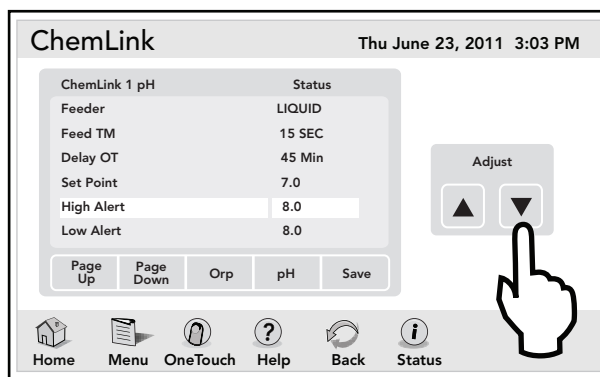 ChemLink Thu June 23, 2011 3:03 PM
ChemLink 1 pH Status
Feeder LIQUID
Feed TM 15 SEC
Delay OT 45 Min
Set Point 7.0
High Alert 8.0
Low Alert 8.0
Page Up Page Down Orp pH Save
Adjust
Home Menu OneTouch Help Back Status